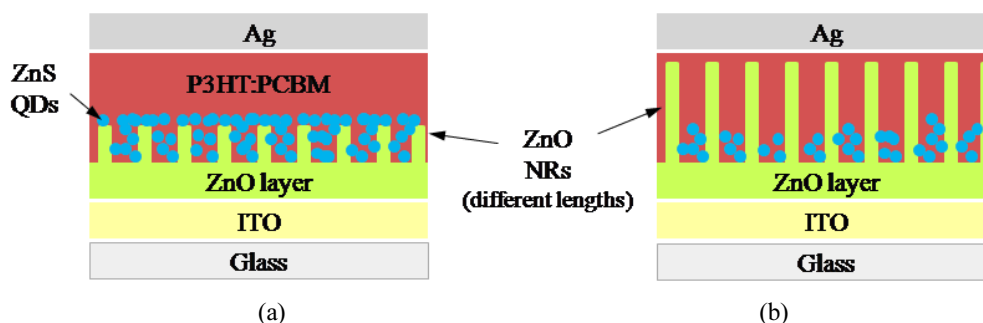 Ag
ZnS
QDs
P3HT:PCBM
ZnO layer
ITO
Glass
(a)
ZnO
NRs
(different lengths)
Ag
ZnO layer
ITO
Glass
(b)